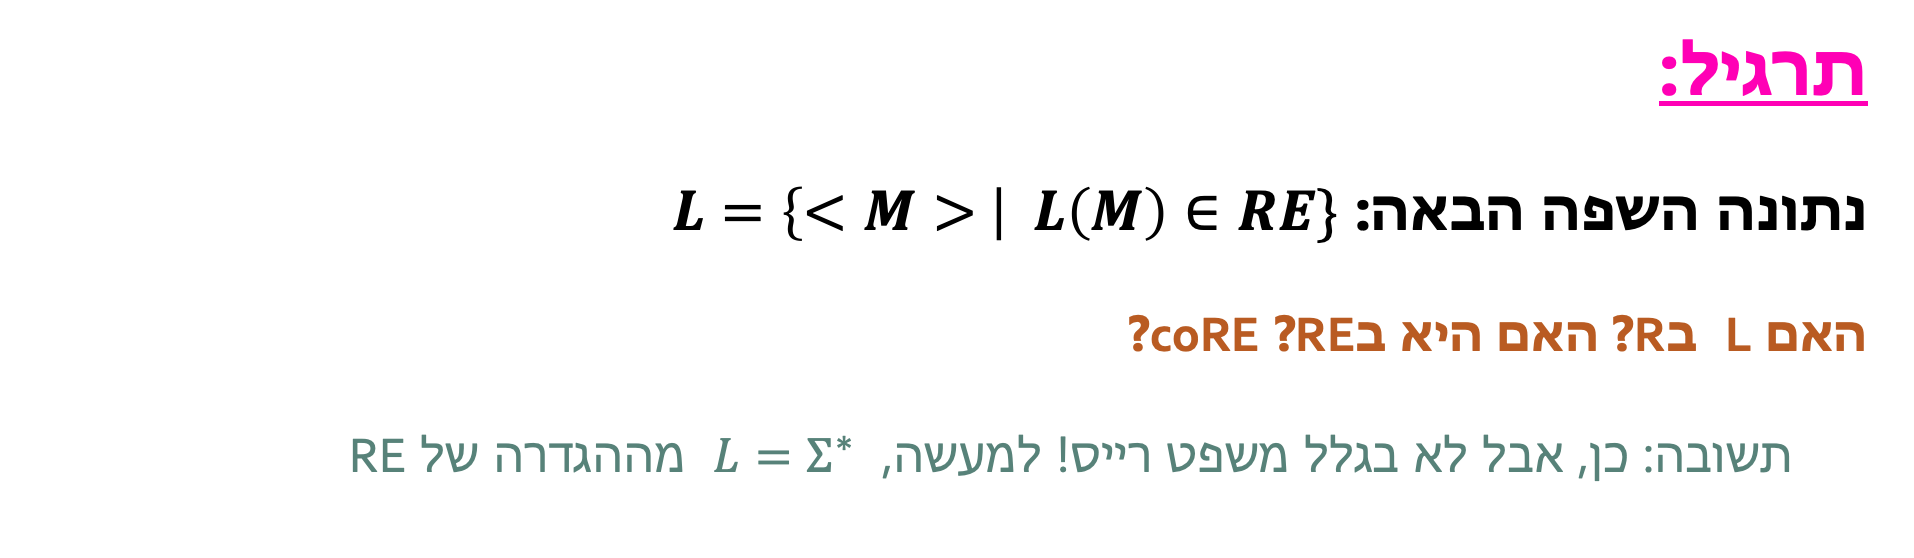 תרגיל:
נתונה השפה הבאה: L = {< M > | L(M) ∈ RE}
האם L בR? האם היא בRE? coRE?
תשובה: כן, אבל לא בגלל משפט רייס! למעשה, L = Σ* מההגדרה של RE